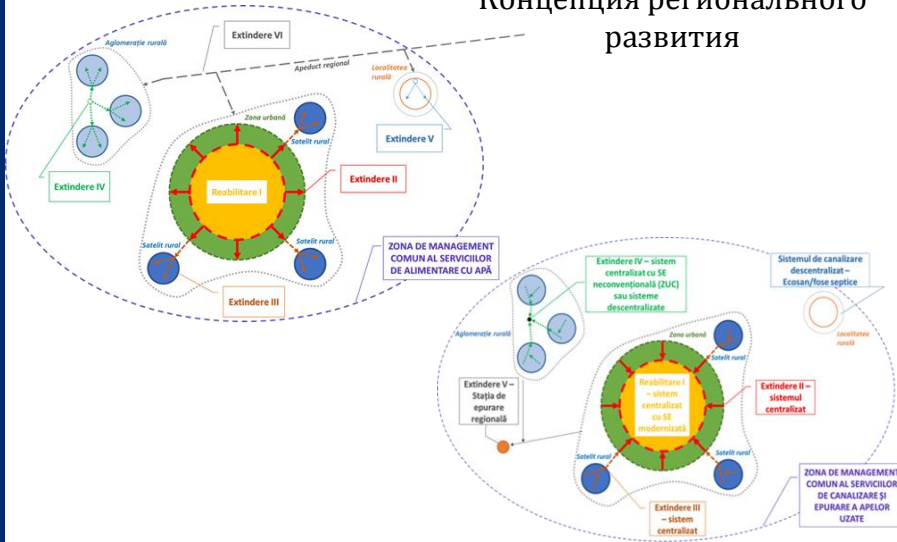 Концепция регионального
развития
Aglomerație rurală
Extindere VI
Apeduct regional
Localitatea
rurală
Zona urbană
Satelit rural
Extindere V
Extindere IV
Reabilitare I
Extindere II
Satelit rural
Satelit rural
Extindere III
ZONA DE MANAGEMENT
COMUN AL SERVICIILOR
DE ALIMENTARE CU APĂ
Extindere IV – sistem
centralizat cu SE
neconvențională (ZUC)
sau sisteme
descentralizate
Sistemul de canalizare
descentralizat –
Ecosan/fose septice
Aglomerație rurală
Zona urbană
Localitatea
rurală
Satelit rural
Extindere V –
Stația de
epurare
regională
Reabilitare I
– sistem
centralizat
cu SE
modernizată
Extindere II –
sistemul
centralizat
Satelit rural
Satelit rural
Extindere III
– sistem
centralizat
ZONA DE MANAGEMENT
COMUN AL SERVICIILOR
DE CANALIZARE ȘI
EPURARE A APELOR
UZATE